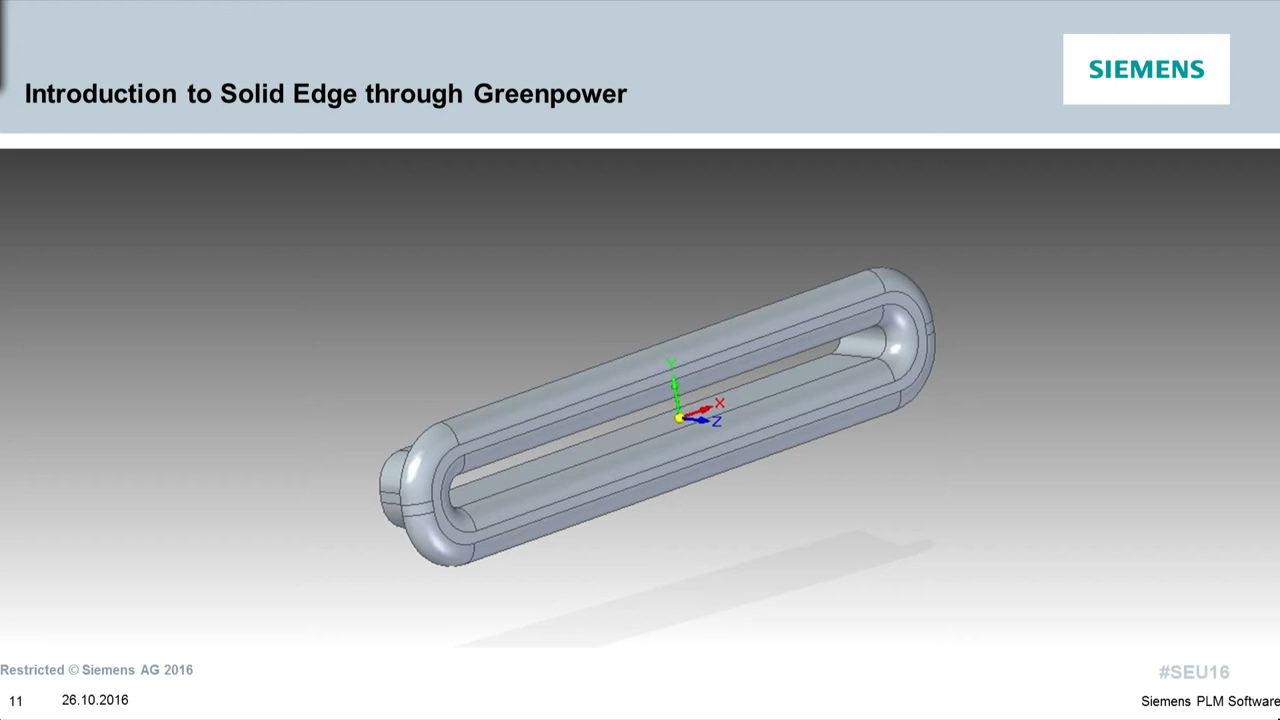 Introduction to Solid Edge through Greenpower
SIEMENS
Y
X
Z
Restricted © Siemens AG 2016
#SEU16
11
26.10.2016
Siemens PLM Software